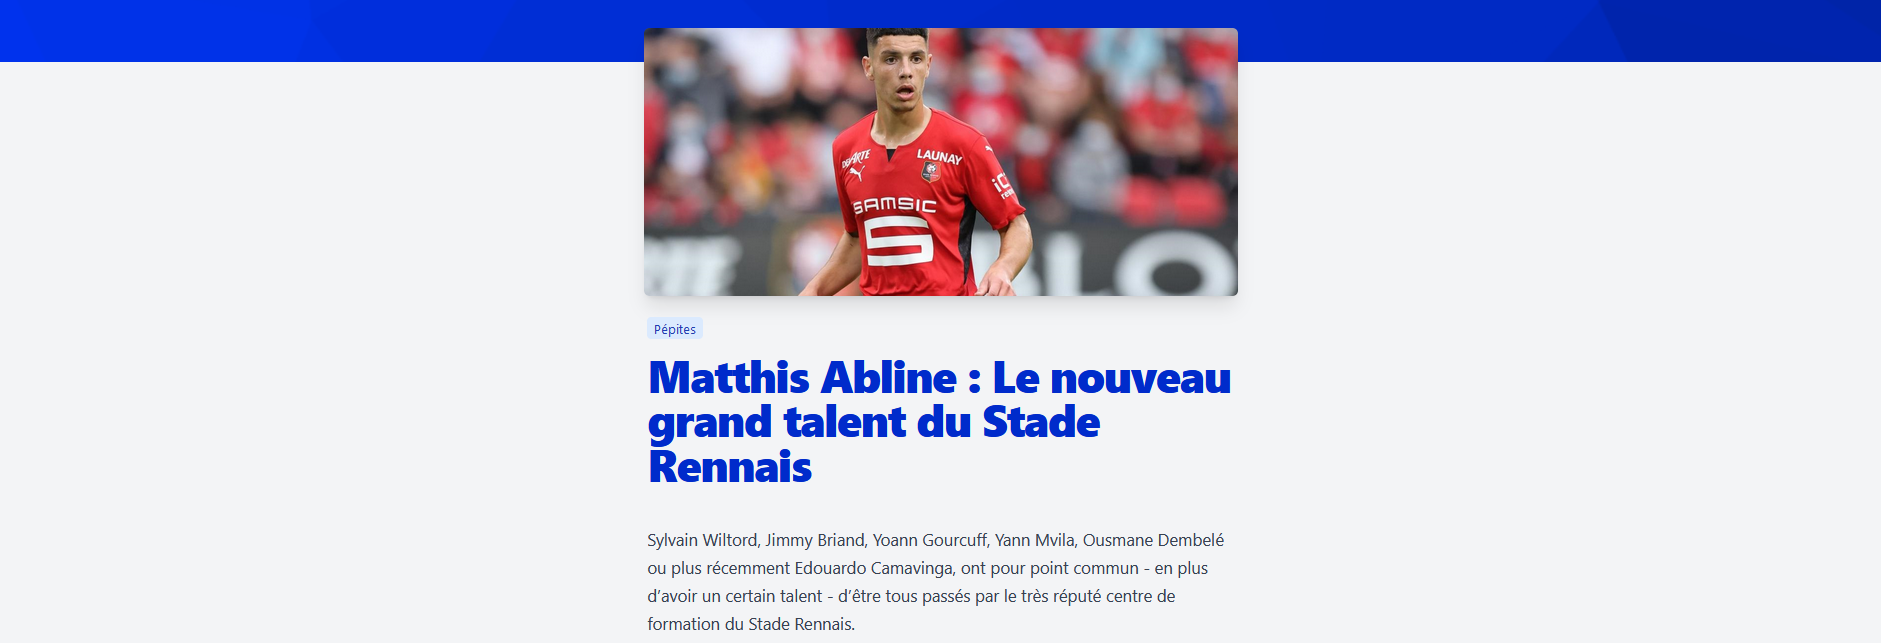 DEL ARTE
LAUNAY
SAMSIC
Pépites
Matthis Abline : Le nouveau
grand talent du Stade
Rennais
Sylvain Wiltord, Jimmy Briand, Yoann Gourcuff, Yann Mvila, Ousmane Dembelé
ou plus récemment Edouardo Camavinga, ont pour point commun - en plus
d’avoir un certain talent - d’être tous passés par le très réputé centre de
formation du Stade Rennais.